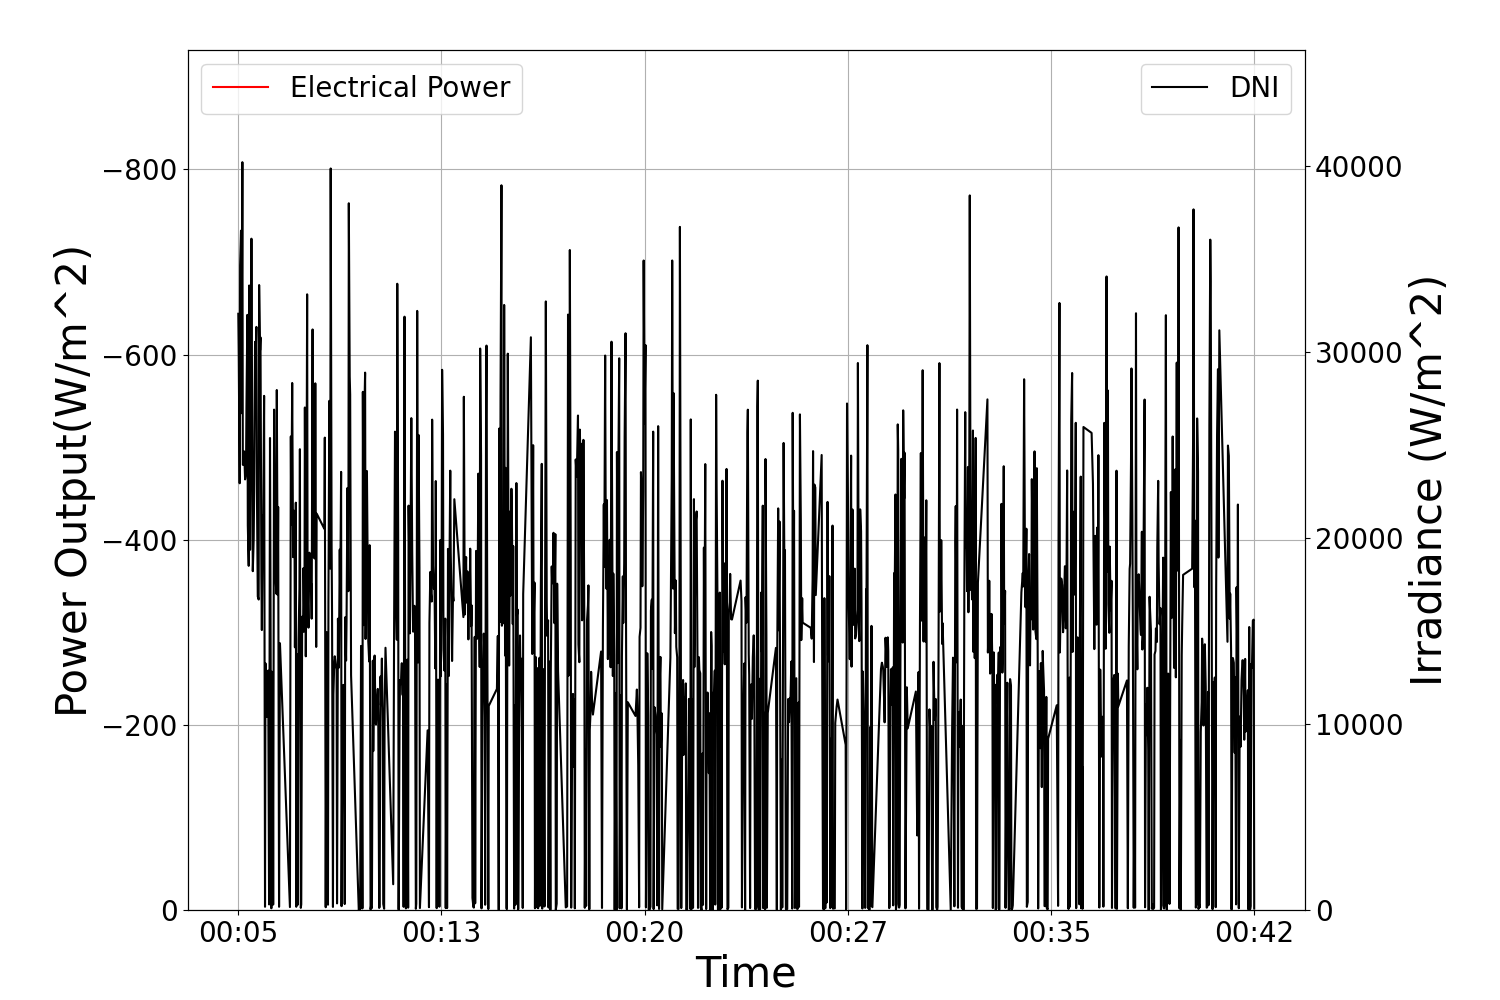 Electrical Power
DNI
−800
−600
−400
−200
0
40000
30000
20000
10000
0
Power Output(W/m^2)
Irradiance (W/m^2)
00:05 00:13 00:20 00:27 00:35 00:42
Time